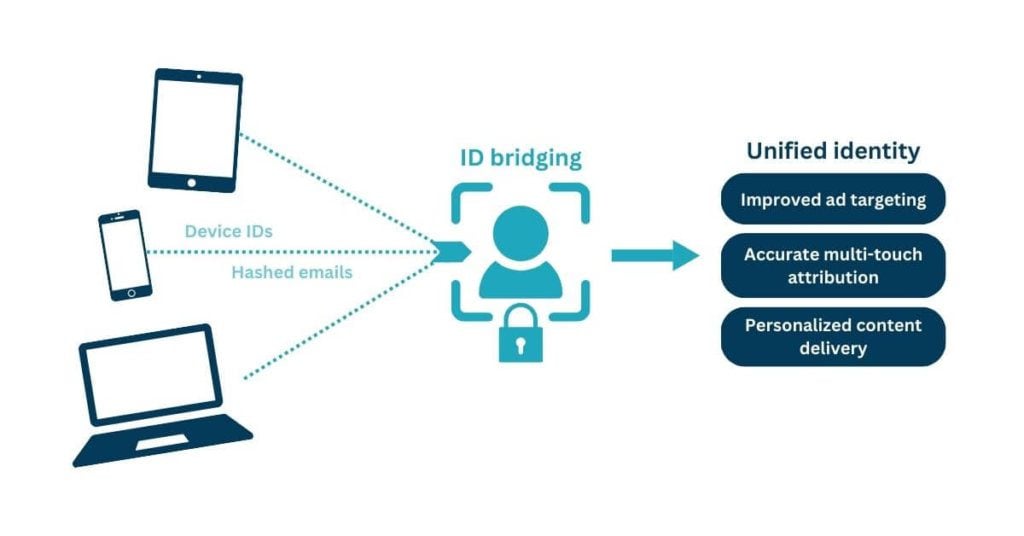 ID bridging
Device IDs
Hashed emails
Unified identity
Improved ad targeting
Accurate multi-touch
attribution
Personalized content
delivery